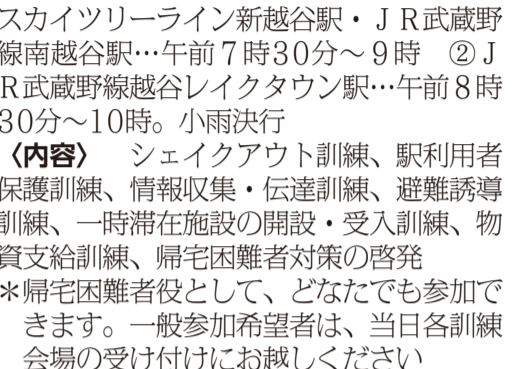 スカイツリーライン新越谷駅・ＪＲ武蔵野
線南越谷駅…午前７時30分～９時　②Ｊ
Ｒ武蔵野線越谷レイクタウン駅…午前８時
30分～10時。小雨決行
〈内容〉　シェイクアウト訓練、駅利用者
保護訓練、情報収集・伝達訓練、避難誘導
訓練、一時滞在施設の開設・受入訓練、物
資支給訓練、帰宅困難者対策の啓発
＊帰宅困難者役として、どなたでも参加で
きます。一般参加希望者は、当日各訓練
会場の受け付けにお越しください